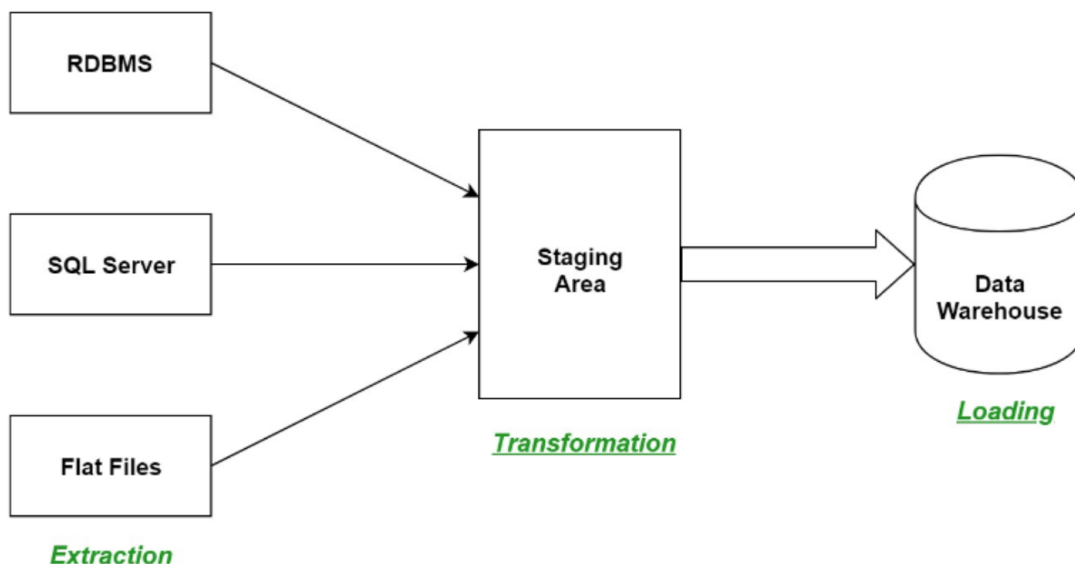 RDBMS
SQL Server
Flat Files
Extraction
Staging
Area
Transformation
Data
Warehouse
Loading